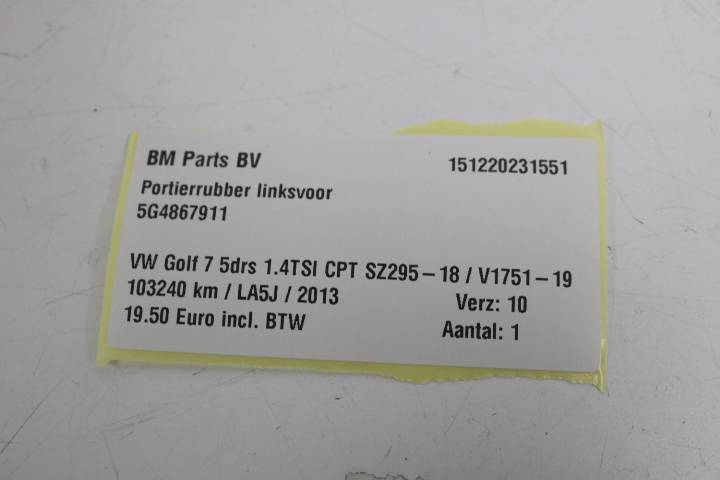 BM Parts BV 151220231551
Portierrubber linksvoor
5G4867911
VW Golf 7 5drs 1.4TSI CPT SZ295-18 / V1751-19
103240 km / LA5J / 2013 Verz: 10
19.50 Euro incl. BTW Aantal: 1